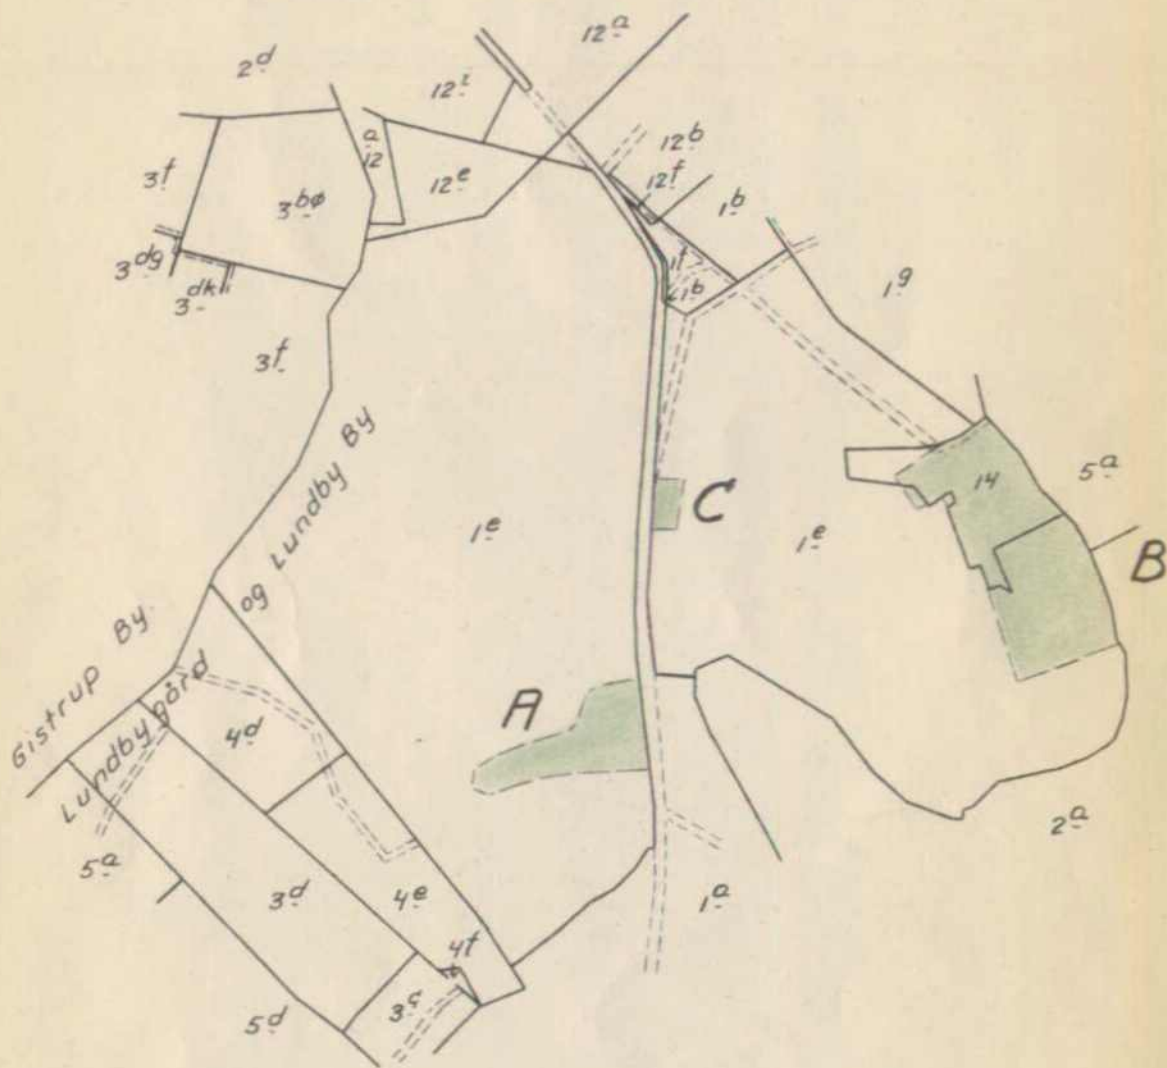 12a
2d
12i
a
12
12b
3f
12e
12f
3bø
1b
3dg
1f
3dk
1b
1g
3f
14
5a
C
1e
1e
B
Gistrup By.
Lundbygård og Lundby By
A
4d
2a
5a
3d
4e
1a
4f
3c
5d